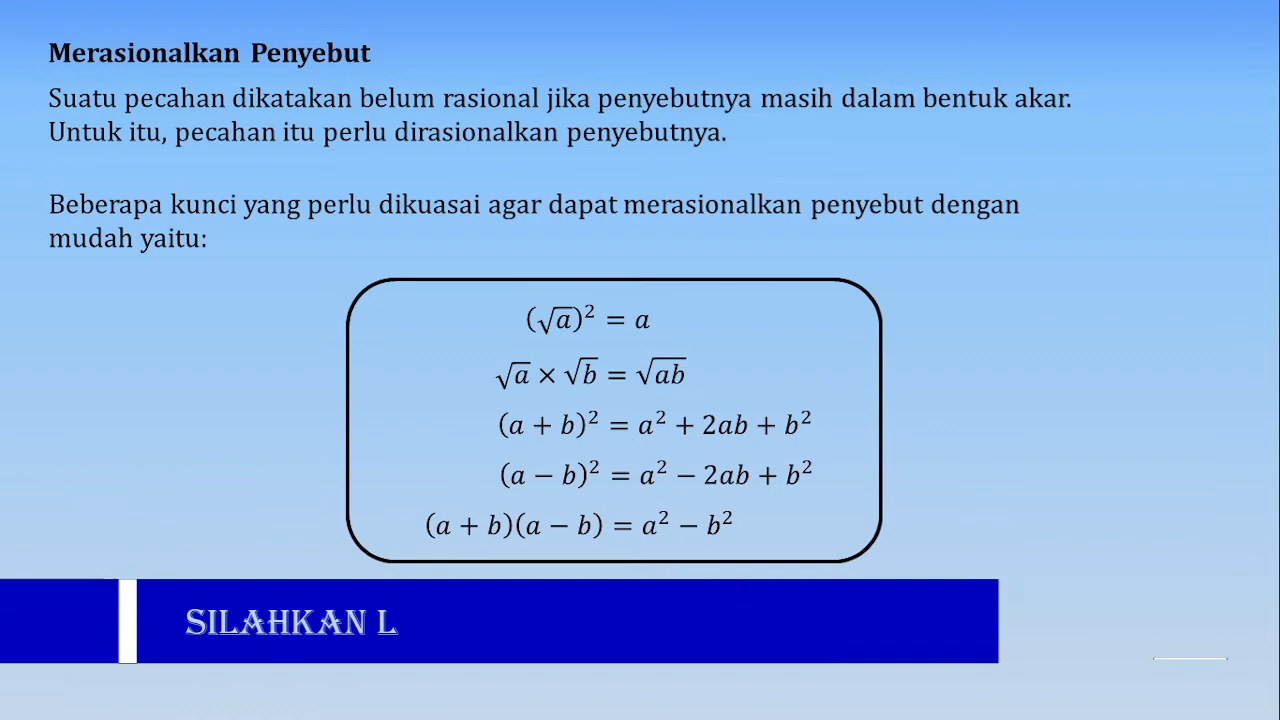 Merasionalkan Penyebut
Suatu pecahan dikatakan belum rasional jika penyebutnya masih dalam bentuk akar.
Untuk itu, pecahan itu perlu dirasionalkan penyebutnya.
Beberapa kunci yang perlu dikuasai agar dapat merasionalkan penyebut dengan
mudah yaitu:
(√a)² = a
√a × √b = √ab
(a + b)² = a² + 2ab + b²
(a − b)² = a² − 2ab + b²
(a + b)(a − b) = a² − b²
SILAHKAN L